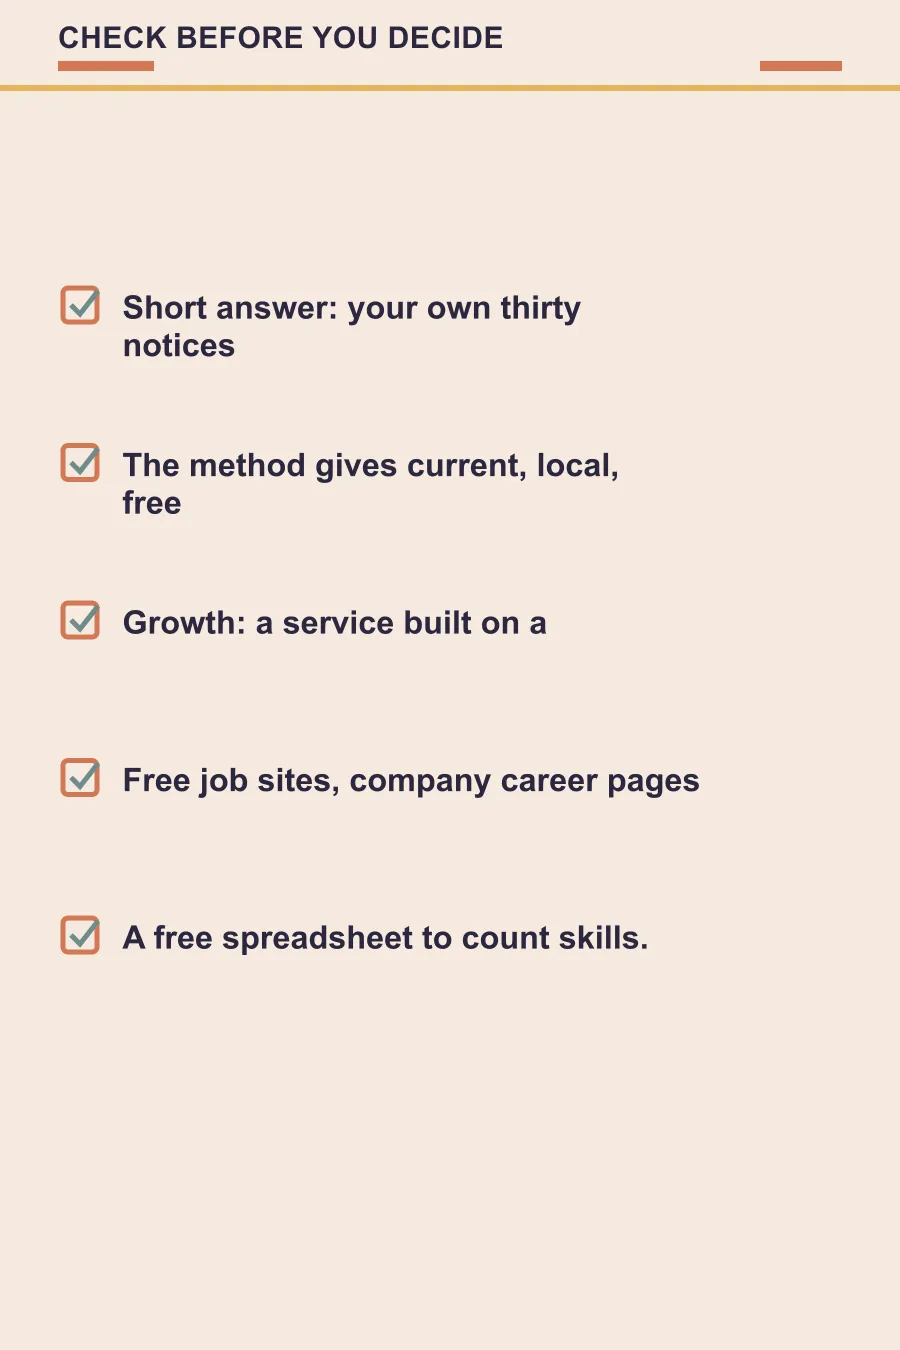 CHECK BEFORE YOU DECIDE
Short answer: your own thirty
notices
The method gives current, local,
free
Growth: a service built on a
Free job sites, company career pages
A free spreadsheet to count skills.